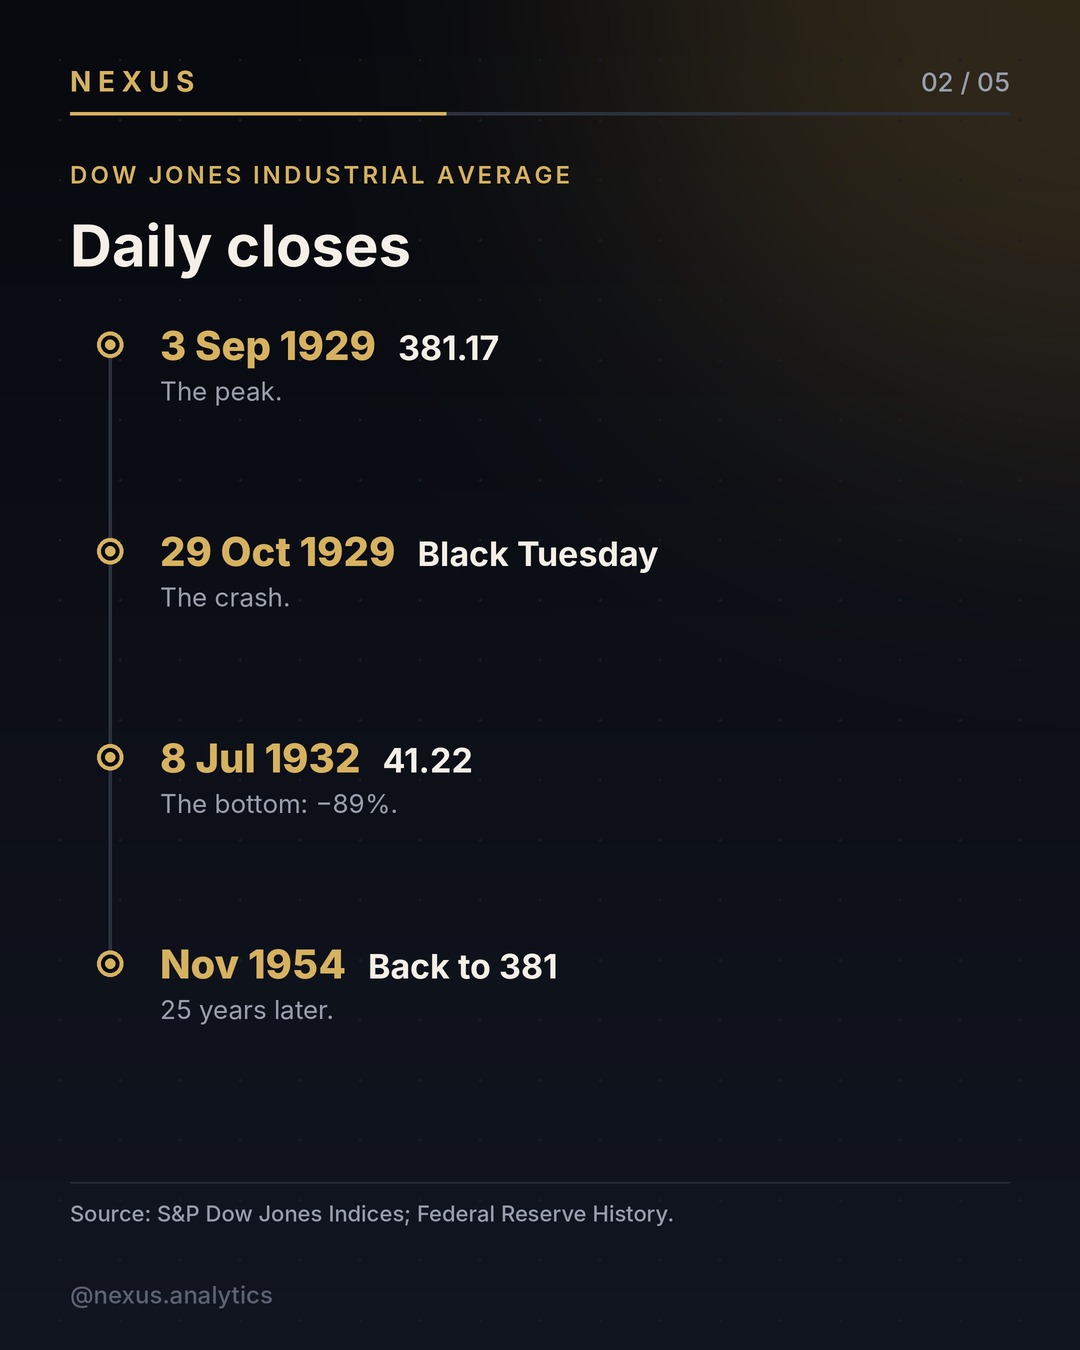 NEXUS
02 / 05
DOW JONES INDUSTRIAL AVERAGE
Daily closes
3 Sep 1929 381.17
The peak.
29 Oct 1929 Black Tuesday
The crash.
8 Jul 1932 41.22
The bottom: −89%.
Nov 1954 Back to 381
25 years later.
Source: S&P Dow Jones Indices; Federal Reserve History.
@nexus.analytics